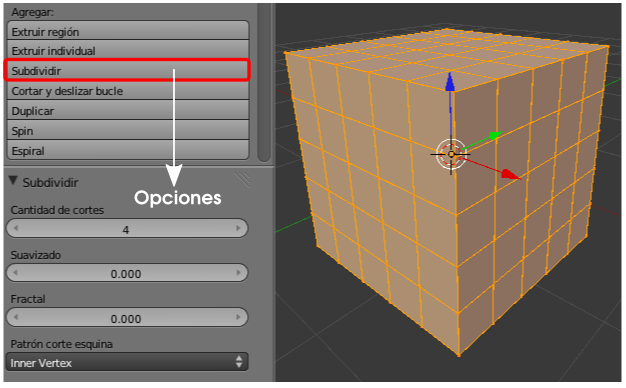 Agregar:
Extruir región
Extruir individual
Subdividir
Cortar y deslizar bucle
Duplicar
Spin
Espiral
Subdividir
Opciones
Cantidad de cortes
4
Suavizado
0.000
Fractal
0.000
Patrón corte esquina
Inner Vertex